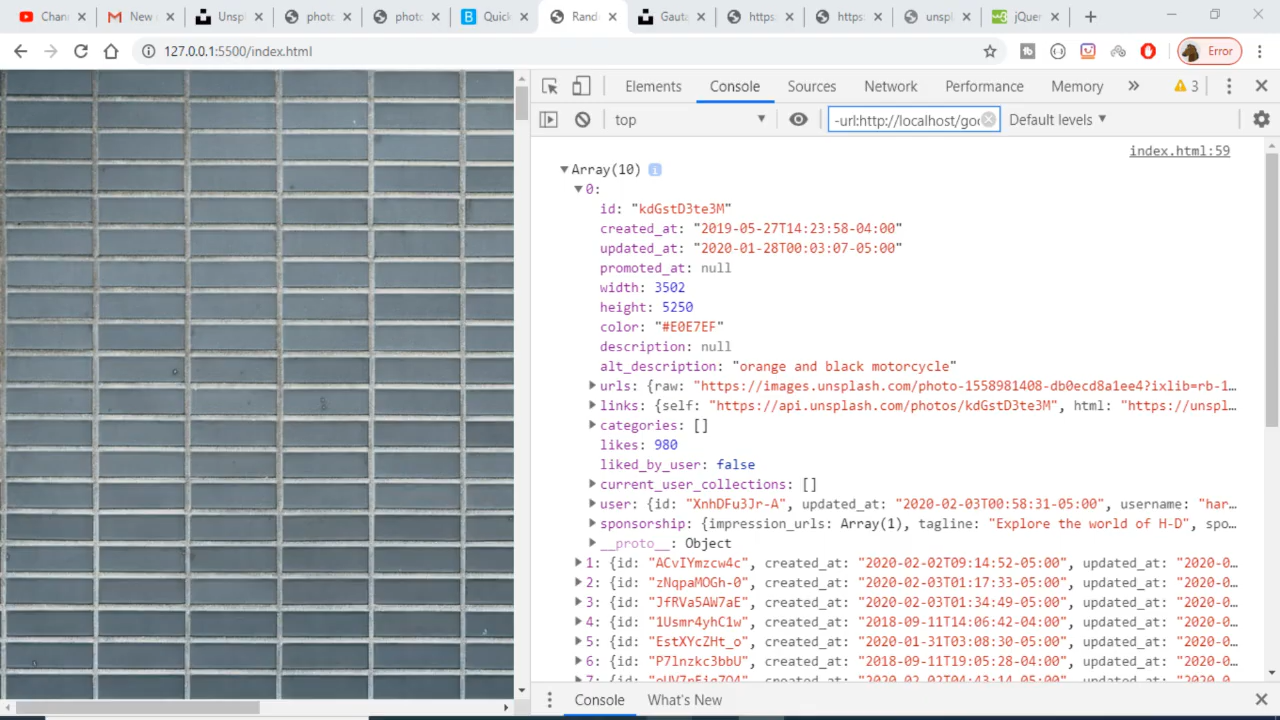 Chann
New
Unspl
photo
photo
Quick
Rand
Gauta
https:
https:
unspl
jQuer
127.0.0.1:5500/index.html
Error
Elements Console Sources Network Performance Memory » 3
top -url:http://localhost/goo Default levels
index.html:59
Array(10)
0:
id: "kdGstD3te3M"
created_at: "2019-05-27T14:23:58-04:00"
updated_at: "2020-01-28T00:03:07-05:00"
promoted_at: null
width: 3502
height: 5250
color: "#E0E7EF"
description: null
alt_description: "orange and black motorcycle"
urls: {raw: "https://images.unsplash.com/photo-1558981408-db0ecd8a1ee4?ixlib=rb-1…
links: {self: "https://api.unsplash.com/photos/kdGstD3te3M", html: "https://unspl…
categories: []
likes: 980
liked_by_user: false
current_user_collections: []
user: {id: "XnhDFu3Jr-A", updated_at: "2020-02-03T00:58:31-05:00", username: "har…
sponsorship: {impression_urls: Array(1), tagline: "Explore the world of H-D", spo…
__proto__: Object
1: {id: "ACvIYmzcw4c", created_at: "2020-02-02T09:14:52-05:00", updated_at: "2020-0…
2: {id: "zNqpaMOGh-0", created_at: "2020-02-03T01:17:33-05:00", updated_at: "2020-0…
3: {id: "JfRVa5AW7aE", created_at: "2020-02-03T01:34:49-05:00", updated_at: "2020-0…
4: {id: "1Usmr4yhC1w", created_at: "2018-09-11T14:06:42-04:00", updated_at: "2020-0…
5: {id: "EstXYcZHt_o", created_at: "2020-01-31T03:08:30-05:00", updated_at: "2020-0…
6: {id: "P7lnzkc3bbU", created_at: "2018-09-11T19:05:28-04:00", updated_at: "2020-0…
Console What's New